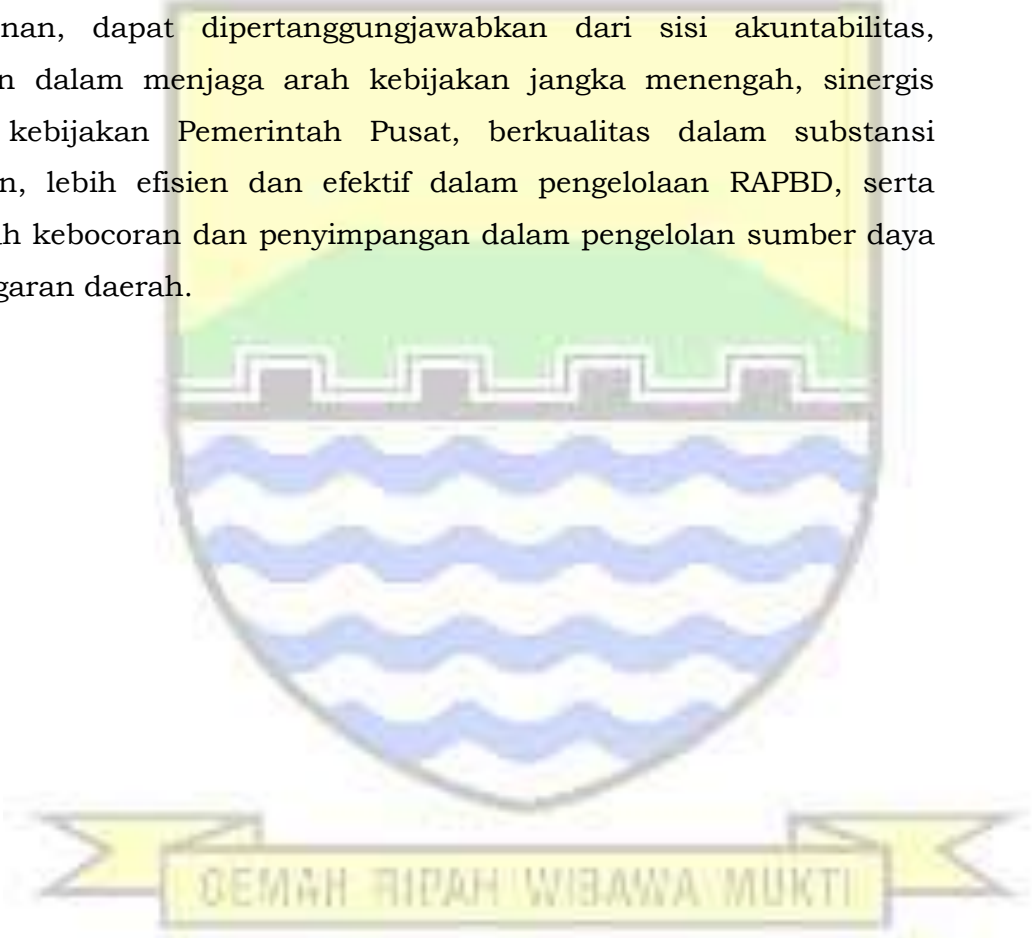 nan, dapat dipertanggungjawabkan dari sisi akuntabilitas,
n dalam menjaga arah kebijakan jangka menengah, sinergis
kebijakan Pemerintah Pusat, berkualitas dalam substansi
n, lebih efisien dan efektif dalam pengelolaan RAPBD, serta
h kebocoran dan penyimpangan dalam pengelolan sumber daya
garan daerah.
GEMAH RIPAH WIBAWA MUKTI